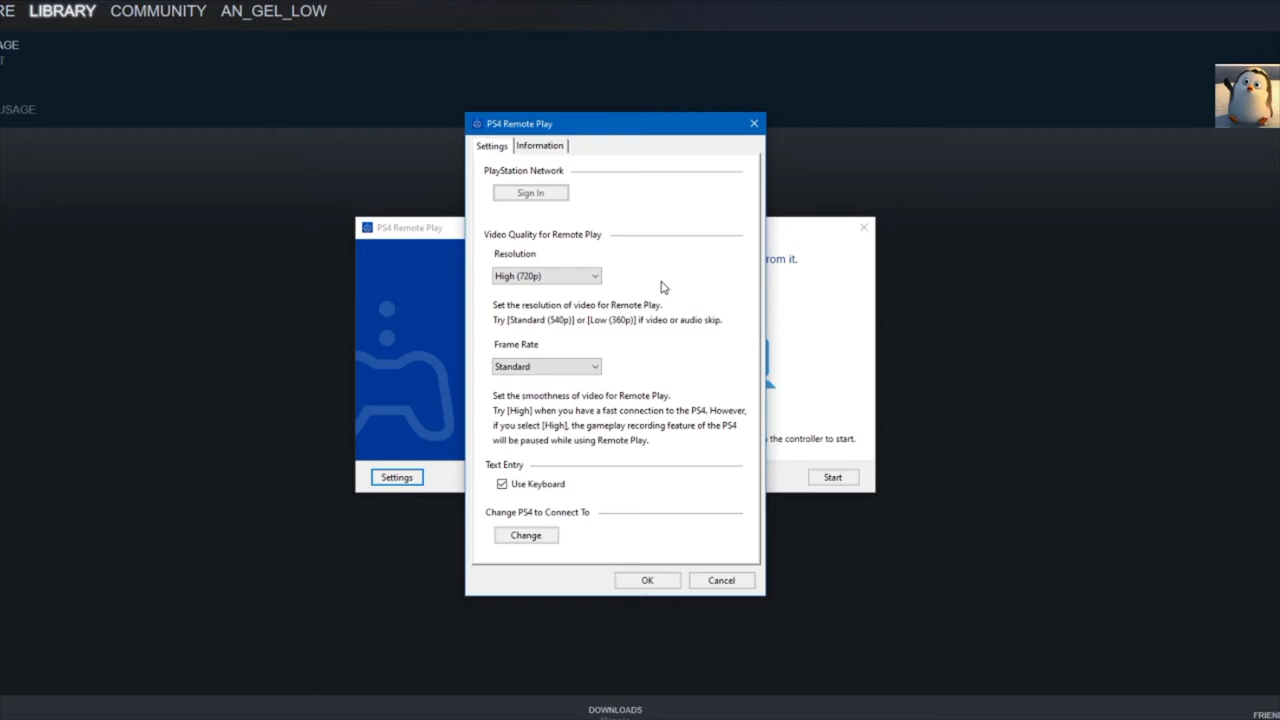 RE LIBRARY COMMUNITY AN_GEL_LOW
AGE
USAGE
PS4 Remote Play
Settings Information
PlayStation Network
Sign In
Video Quality for Remote Play
Resolution
High (720p)
Set the resolution of video for Remote Play.
Try [Standard (540p)] or [Low (360p)] if video or audio skip.
Frame Rate
Standard
Set the smoothness of video for Remote Play.
Try [High] when you have a fast connection to the PS4. However,
if you select [High], the gameplay recording feature of the PS4
will be paused while using Remote Play.
Text Entry
Use Keyboard
Change PS4 to Connect To
Change
OK Cancel
PS4 Remote Play
rom it.
the controller to start.
Settings Start
DOWNLOADS
FRIEN